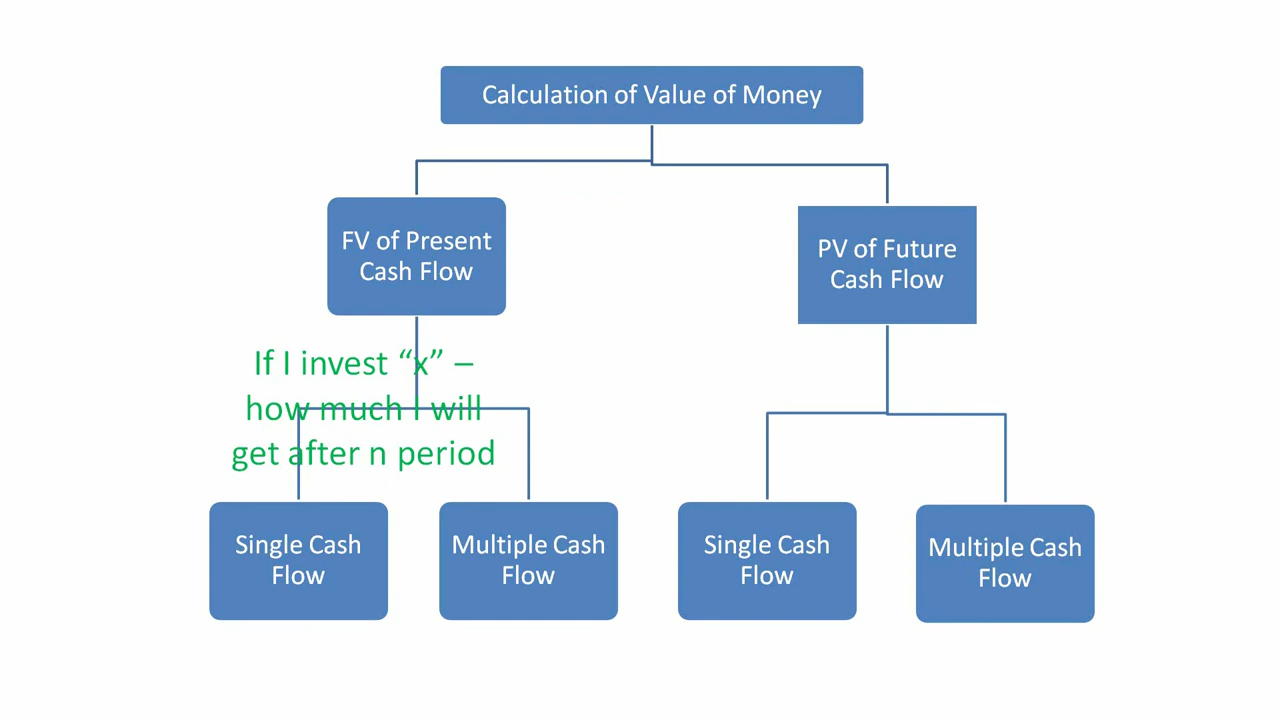 Calculation of Value of Money
FV of Present
Cash Flow
PV of Future
Cash Flow
If I invest “x” –
how much I will
get after n period
Single Cash
Flow
Multiple Cash
Flow
Single Cash
Flow
Multiple Cash
Flow